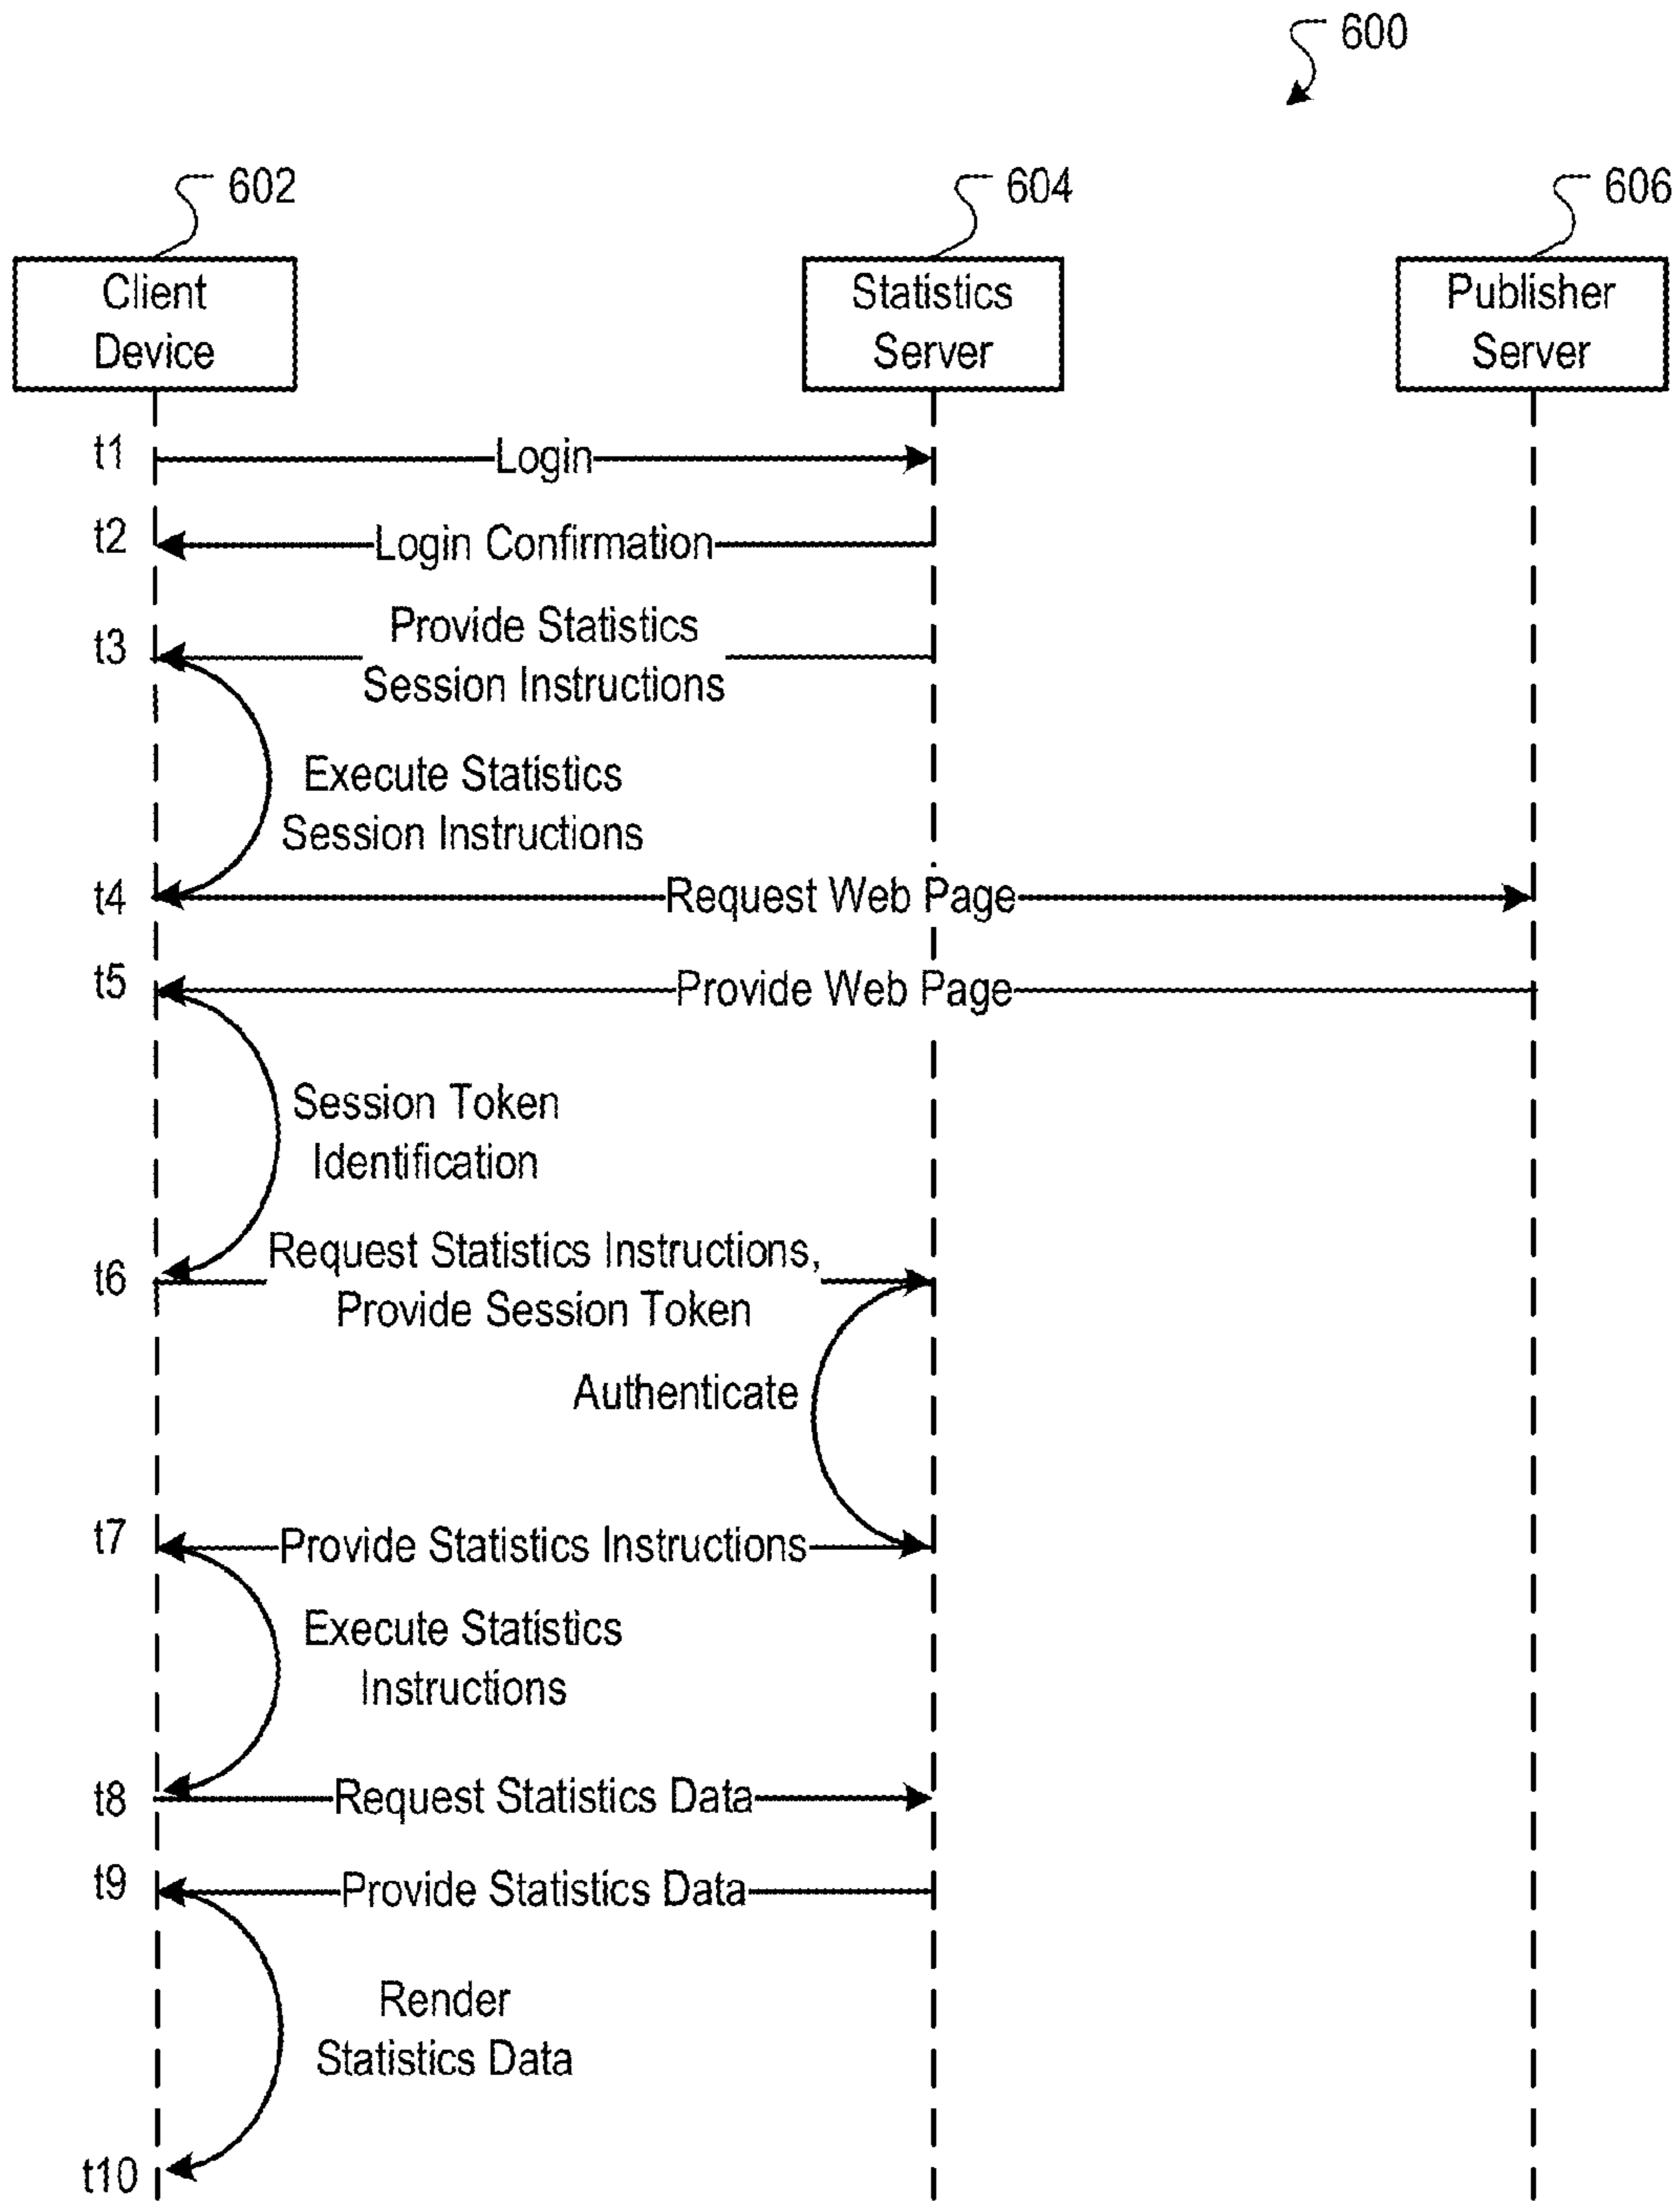 600
602
604
606
Client
Device
Statistics
Server
Publisher
Server
t1
Login
t2
Login Confirmation
t3
Provide Statistics
Session Instructions
Execute Statistics
Session Instructions
t4
Request Web Page
t5
Provide Web Page
Session Token
Identification
t6
Request Statistics Instructions,
Provide Session Token
Authenticate
t7
Provide Statistics Instructions
Execute Statistics
Instructions
t8
Request Statistics Data
t9
Provide Statistics Data
Render
Statistics Data
t10